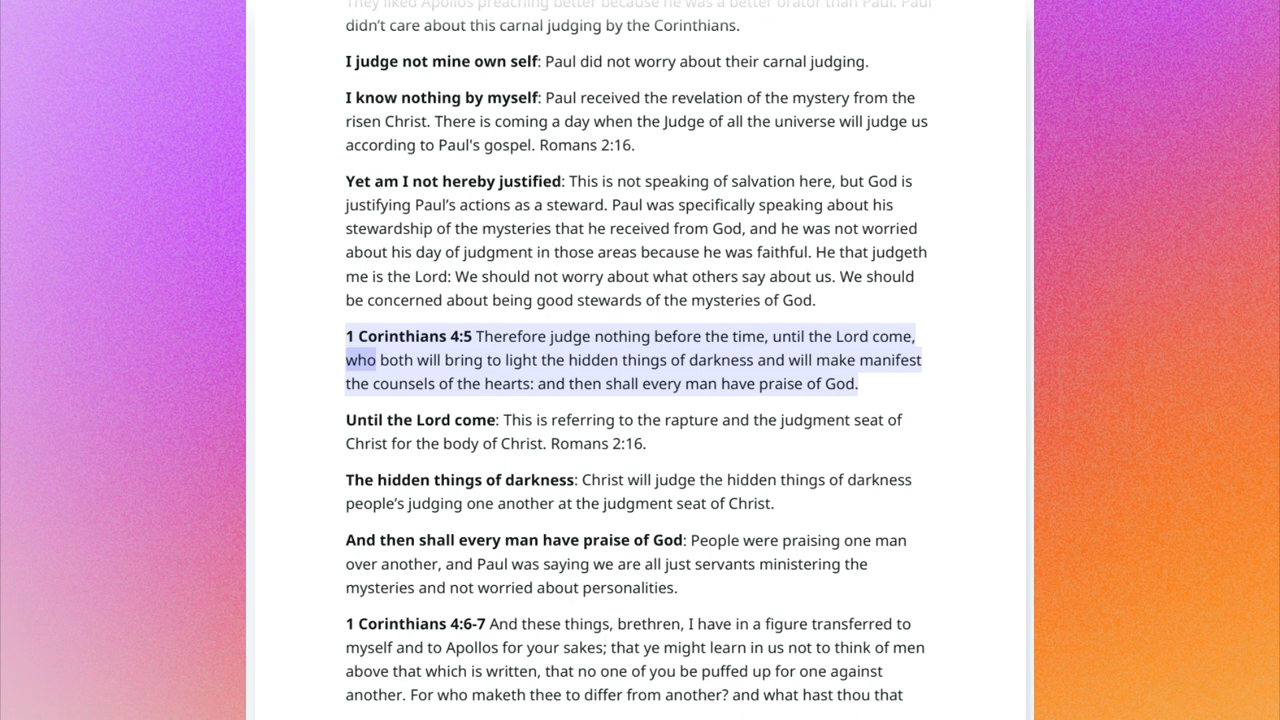 They liked Apollos preaching better because he was a better orator than Paul. Paul
didn’t care about this carnal judging by the Corinthians.
I judge not mine own self: Paul did not worry about their carnal judging.
I know nothing by myself: Paul received the revelation of the mystery from the
risen Christ. There is coming a day when the Judge of all the universe will judge us
according to Paul's gospel. Romans 2:16.
Yet am I not hereby justified: This is not speaking of salvation here, but God is
justifying Paul’s actions as a steward. Paul was specifically speaking about his
stewardship of the mysteries that he received from God, and he was not worried
about his day of judgment in those areas because he was faithful. He that judgeth
me is the Lord: We should not worry about what others say about us. We should
be concerned about being good stewards of the mysteries of God.
1 Corinthians 4:5 Therefore judge nothing before the time, until the Lord come,
who both will bring to light the hidden things of darkness and will make manifest
the counsels of the hearts: and then shall every man have praise of God.
Until the Lord come: This is referring to the rapture and the judgment seat of
Christ for the body of Christ. Romans 2:16.
The hidden things of darkness: Christ will judge the hidden things of darkness
people’s judging one another at the judgment seat of Christ.
And then shall every man have praise of God: People were praising one man
over another, and Paul was saying we are all just servants ministering the
mysteries and not worried about personalities.
1 Corinthians 4:6-7 And these things, brethren, I have in a figure transferred to
myself and to Apollos for your sakes; that ye might learn in us not to think of men
above that which is written, that no one of you be puffed up for one against
another. For who maketh thee to differ from another? and what hast thou that